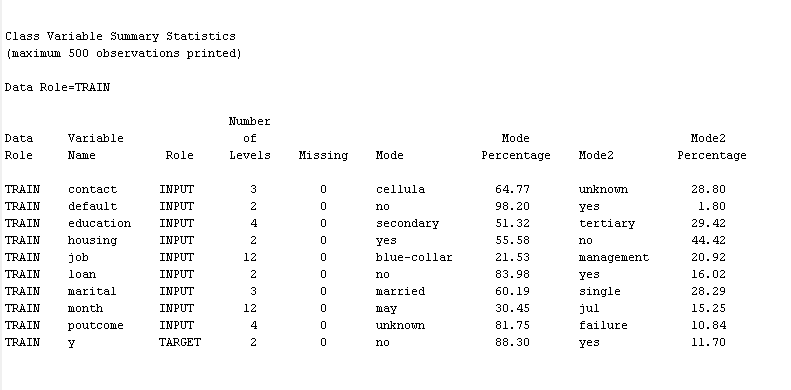 Class Variable Summary Statistics
(maximum 500 observations printed)
Data Role=TRAIN
Number
Data Variable of Mode Mode2
Role Name Role Levels Missing Mode Percentage Mode2 Percentage
TRAIN contact INPUT 3 0 cellula 64.77 unknown 28.80
TRAIN default INPUT 2 0 no 98.20 yes 1.80
TRAIN education INPUT 4 0 secondary 51.32 tertiary 29.42
TRAIN housing INPUT 2 0 yes 55.58 no 44.42
TRAIN job INPUT 12 0 blue-collar 21.53 management 20.92
TRAIN loan INPUT 2 0 no 83.98 yes 16.02
TRAIN marital INPUT 3 0 married 60.19 single 28.29
TRAIN month INPUT 12 0 may 30.45 jul 15.25
TRAIN poutcome INPUT 4 0 unknown 81.75 failure 10.84
TRAIN y TARGET 2 0 no 88.30 yes 11.70